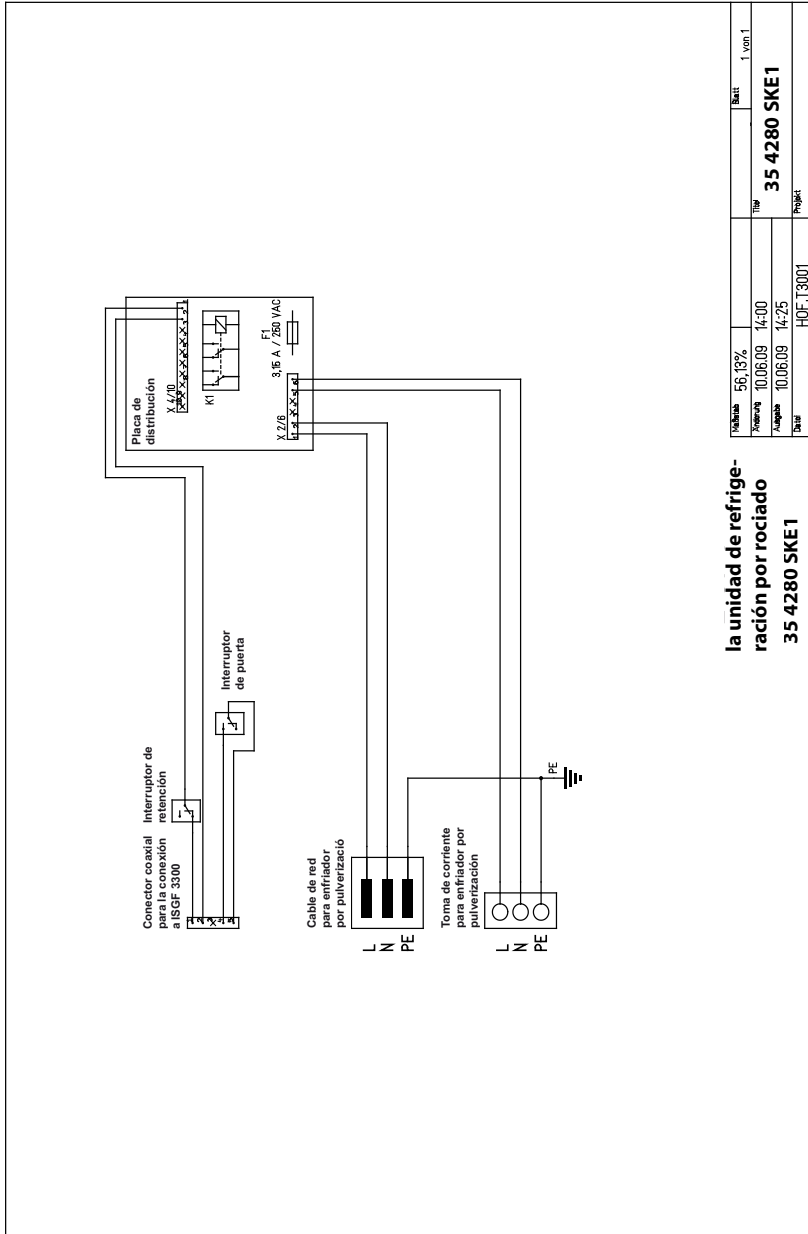 Conector coaxial
para la conexión
a ISGF 3300
Interruptor de
retención
Interruptor
de puerta
Placa de
distribución
X 4/10
K1
F1
3,15 A / 250 VAC
X 2/6
1 2 3 X X 6
Cable de red
para enfriador
por pulverizació
L
N
PE
Toma de corriente
para enfriador por
pulverización
L
N
PE
PE
la unidad de refrige-
ración por rociado
35 4280 SKE1
Maßstab 56,13%
Änderung 10.06.09 14:00
Ausgabe 10.06.09 14:25
Datei HOF.T3001
Titel 35 4280 SKE1
Blatt 1 von 1
Projekt